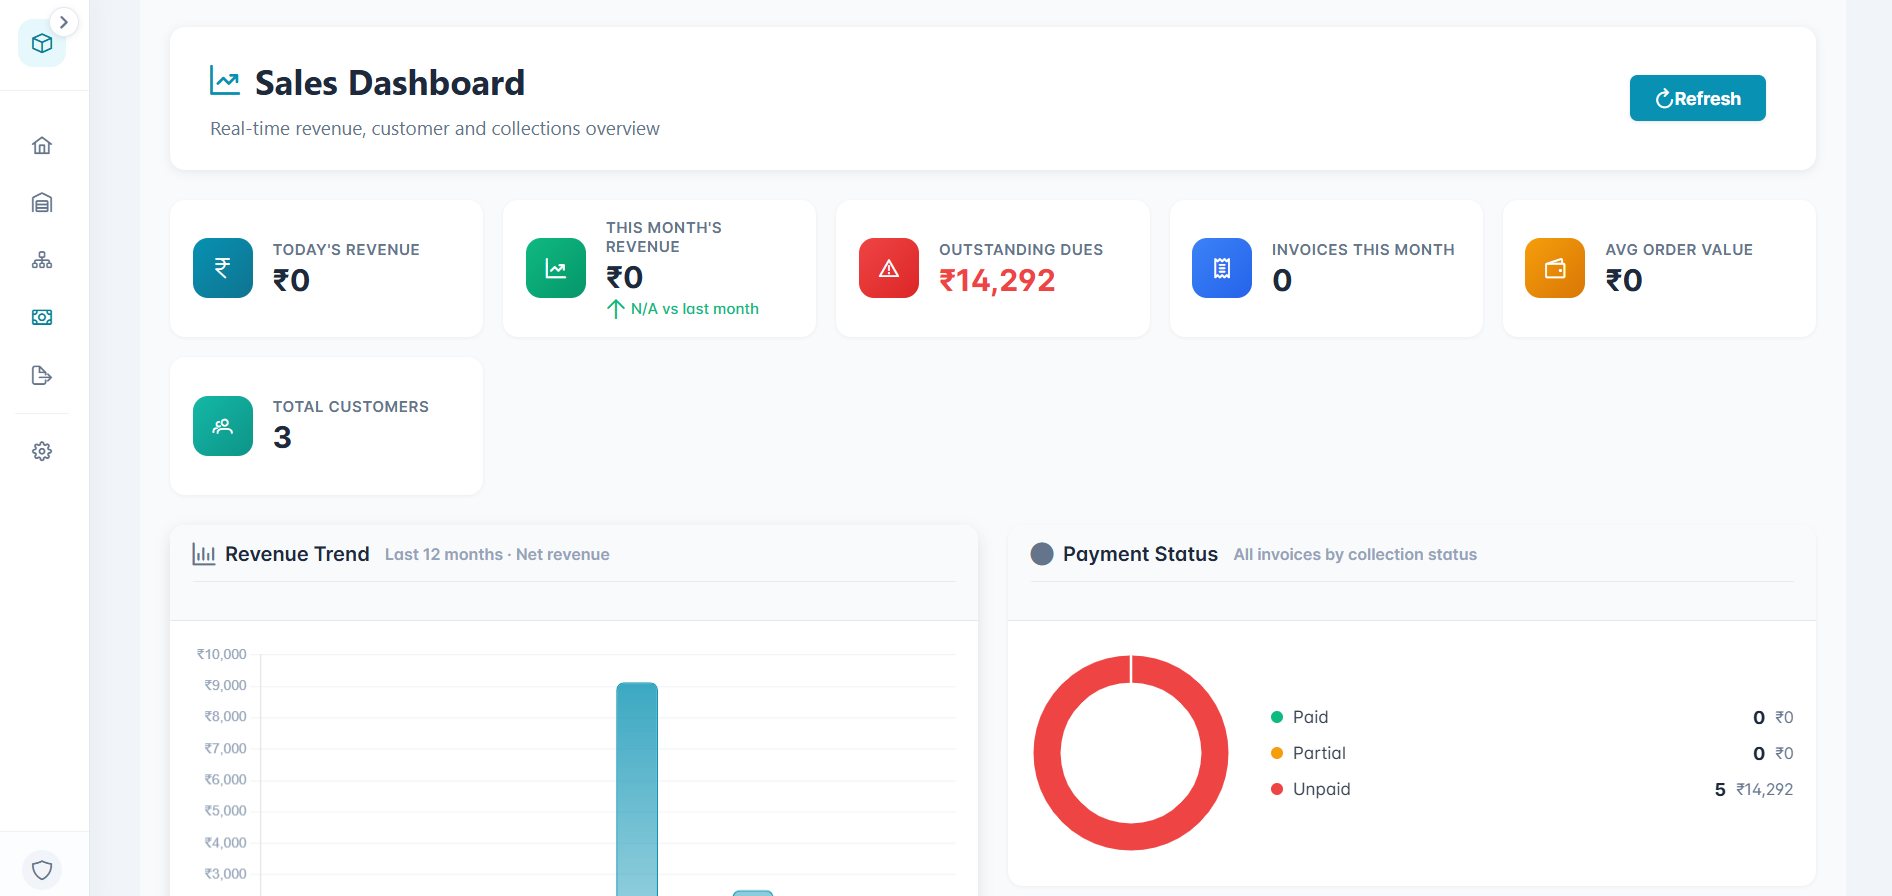 Sales Dashboard
Real-time revenue, customer and collections overview
Refresh
TODAY'S REVENUE
₹0
THIS MONTH'S
REVENUE
₹0
N/A vs last month
OUTSTANDING DUES
₹14,292
INVOICES THIS MONTH
0
AVG ORDER VALUE
₹0
TOTAL CUSTOMERS
3
Revenue Trend Last 12 months · Net revenue
₹10,000
₹9,000
₹8,000
₹7,000
₹6,000
₹5,000
₹4,000
₹3,000
Payment Status All invoices by collection status
Paid 0 ₹0
Partial 0 ₹0
Unpaid 5 ₹14,292